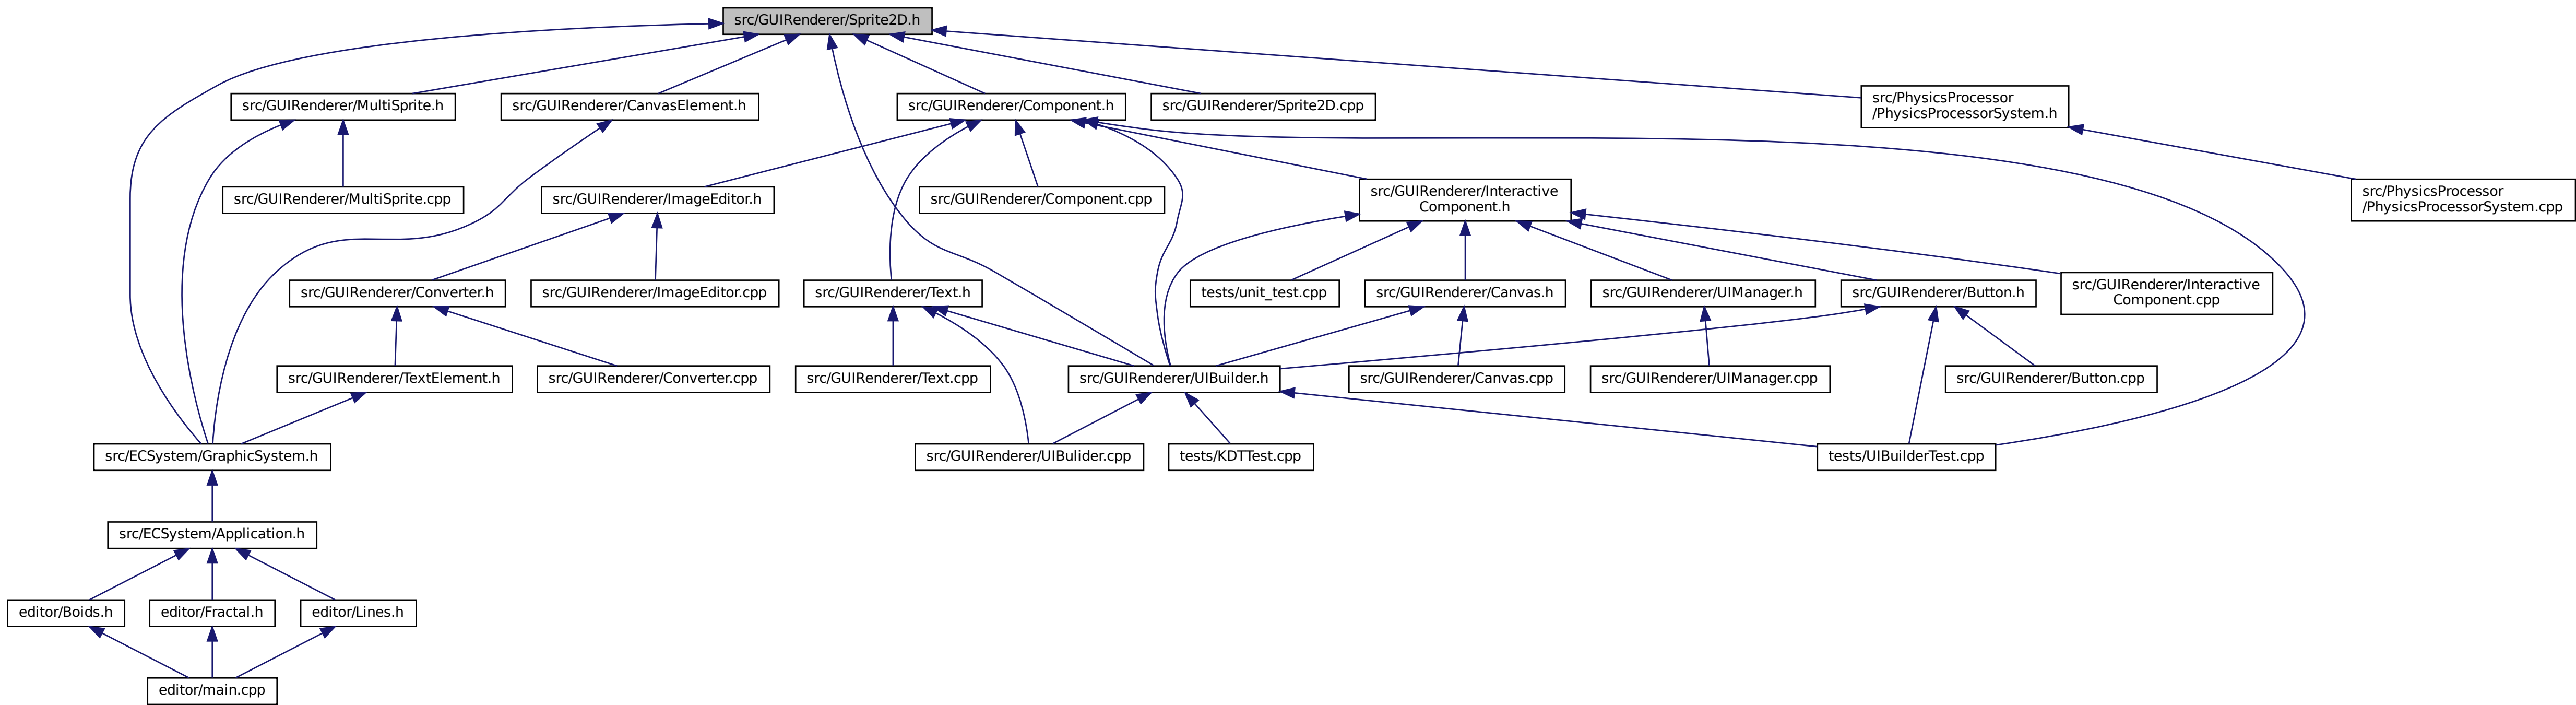 src/GUIRenderer/Sprite2D.h
src/GUIRenderer/MultiSprite.h
src/GUIRenderer/CanvasElement.h
src/GUIRenderer/Component.h
src/GUIRenderer/Sprite2D.cpp
src/PhysicsProcessor
/PhysicsProcessorSystem.h
src/GUIRenderer/MultiSprite.cpp
src/GUIRenderer/ImageEditor.h
src/GUIRenderer/Component.cpp
src/GUIRenderer/Interactive
Component.h
src/PhysicsProcessor
/PhysicsProcessorSystem.cpp
src/GUIRenderer/Converter.h
src/GUIRenderer/ImageEditor.cpp
src/GUIRenderer/Text.h
tests/unit_test.cpp
src/GUIRenderer/Canvas.h
src/GUIRenderer/UIManager.h
src/GUIRenderer/Button.h
src/GUIRenderer/Interactive
Component.cpp
src/GUIRenderer/TextElement.h
src/GUIRenderer/Converter.cpp
src/GUIRenderer/Text.cpp
src/GUIRenderer/UIBuilder.h
src/GUIRenderer/Canvas.cpp
src/GUIRenderer/UIManager.cpp
src/GUIRenderer/Button.cpp
src/ECSystem/GraphicSystem.h
src/GUIRenderer/UIBulider.cpp
tests/KDTTest.cpp
tests/UIBuilderTest.cpp
src/ECSystem/Application.h
editor/Boids.h
editor/Fractal.h
editor/Lines.h
editor/main.cpp